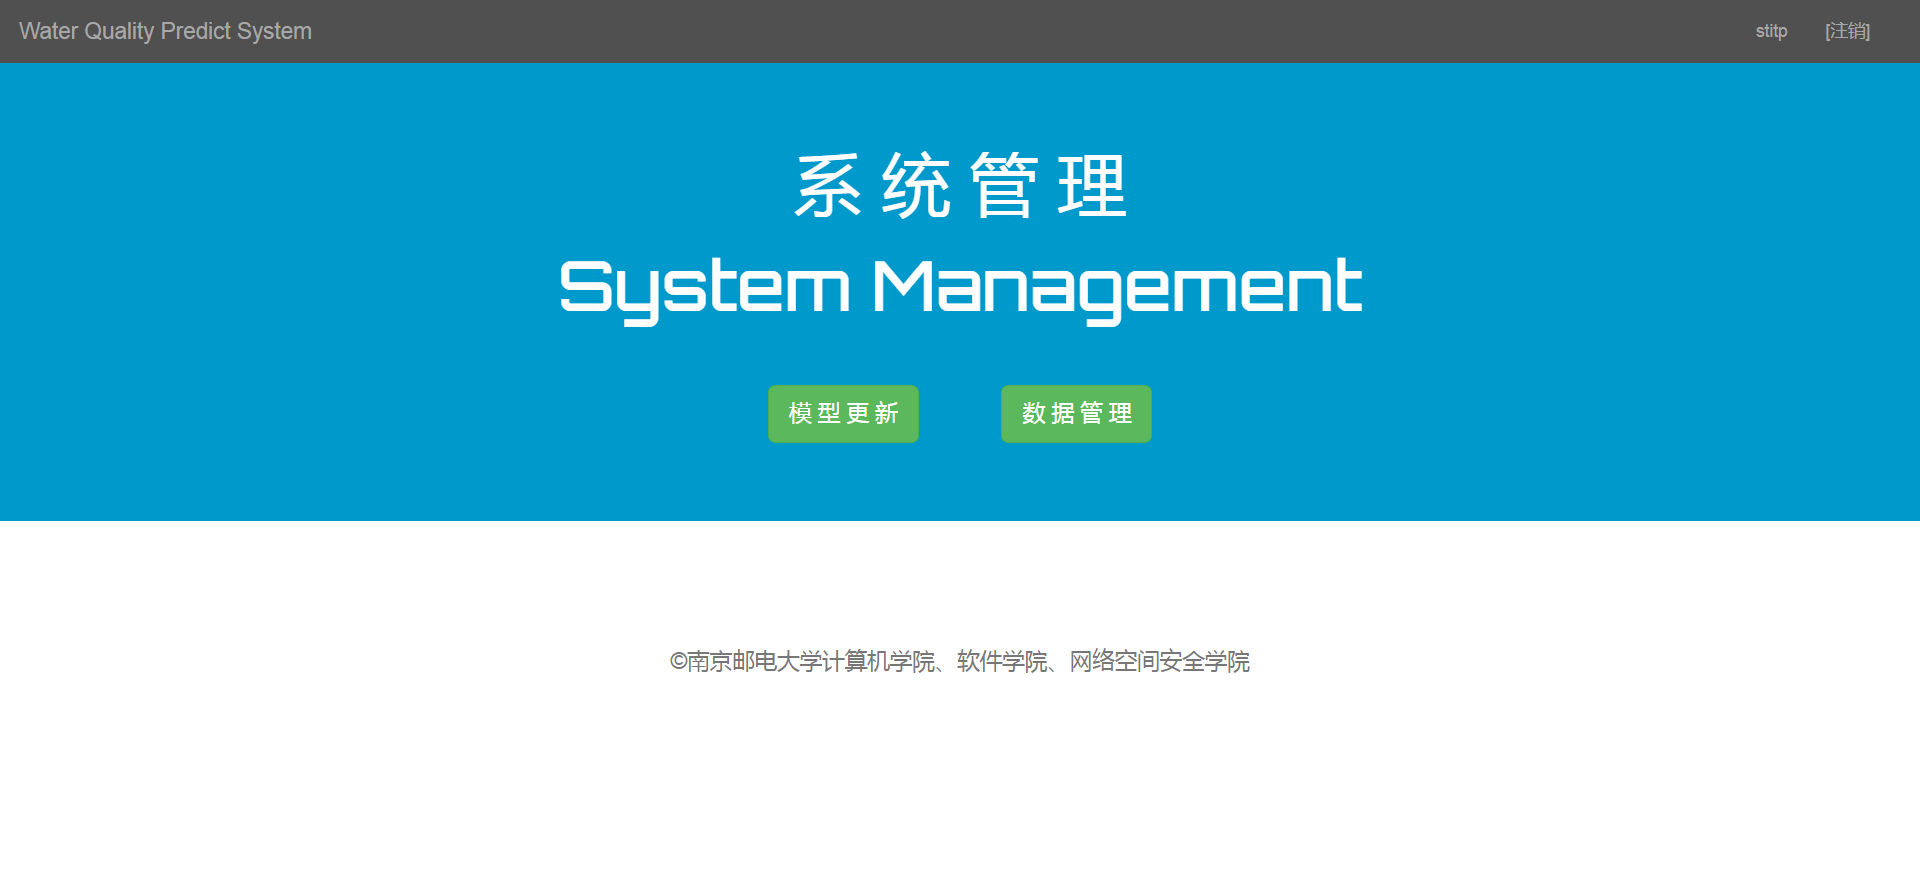 Water Quality Predict System stitp [注销]
系统管理
System Management
模型更新 数据管理
©南京邮电大学计算机学院、软件学院、网络空间安全学院